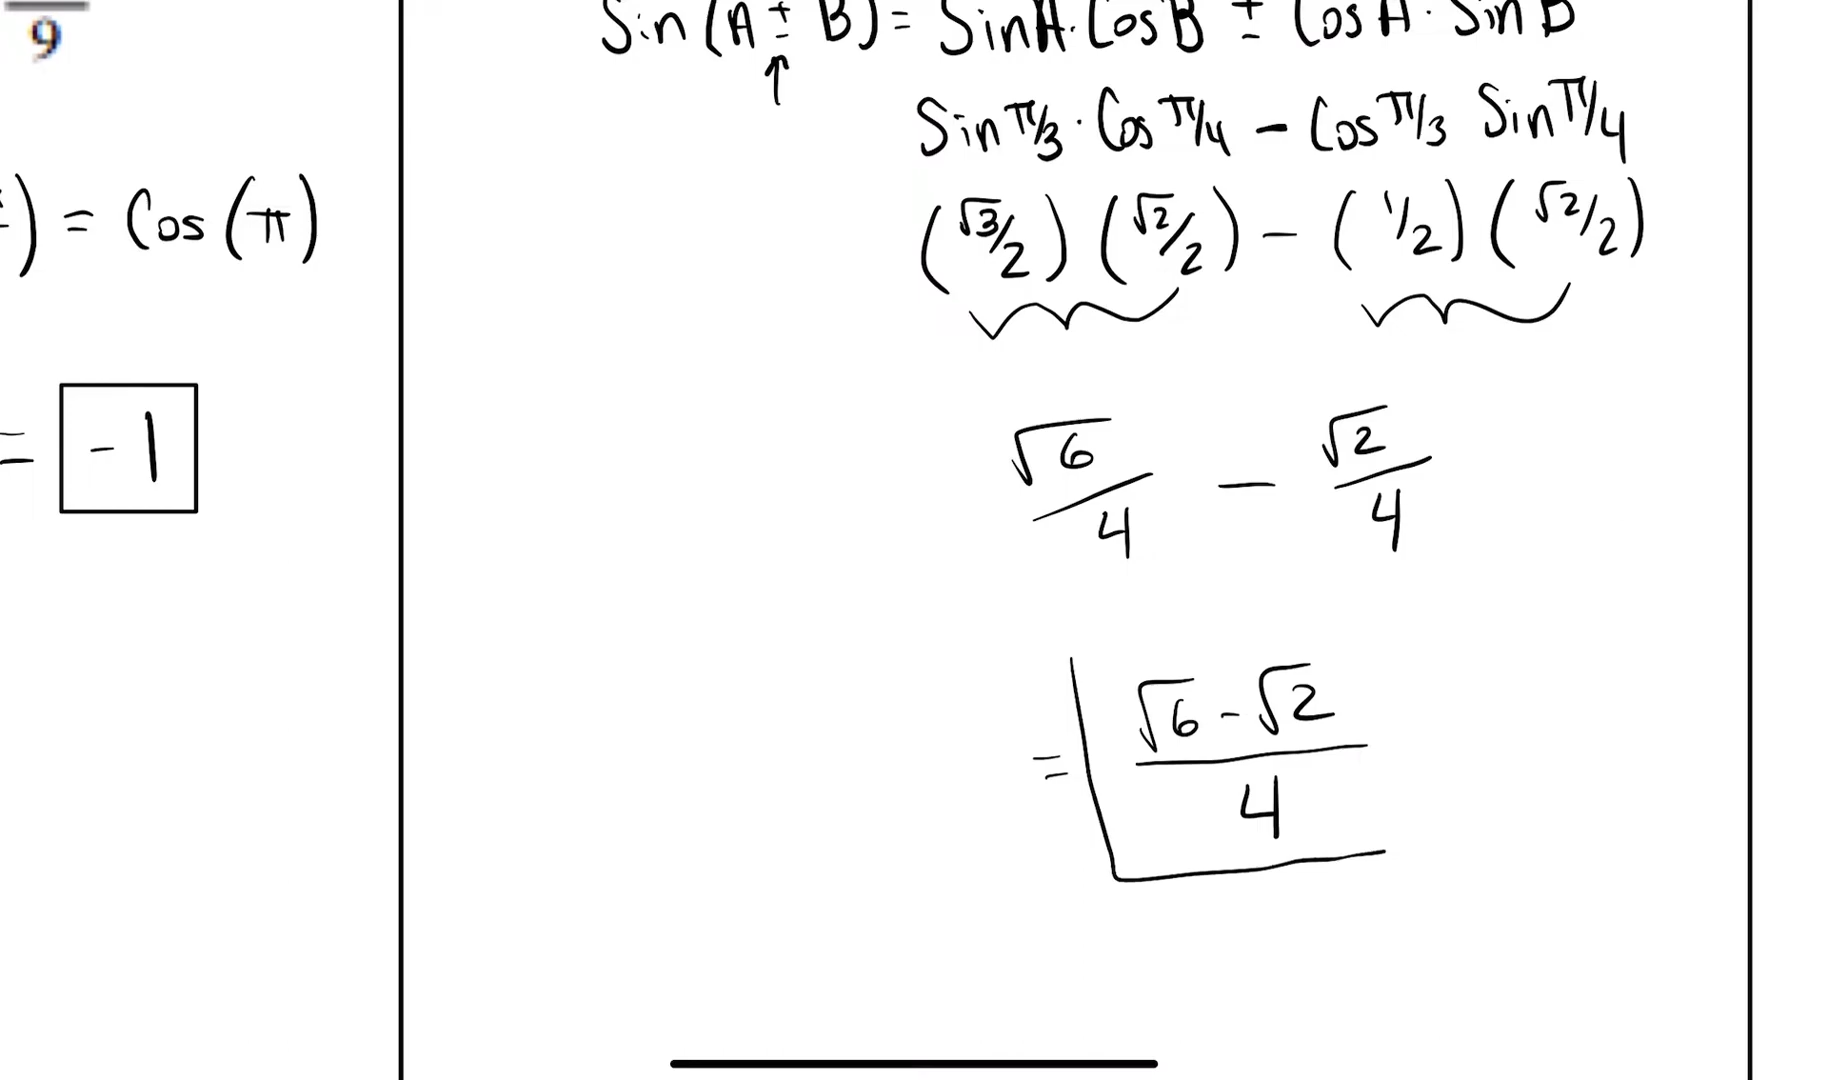 9
) = Cos (π)
= -1
Sin (A ± B) = SinA · CosB ± CosA · SinB
↑
Sin π/3 · Cos π/4 - Cos π/3 Sin π/4
(√3/2) (√2/2) - (1/2) (√2/2)
√6/4 - √2/4
= √6 - √2
4